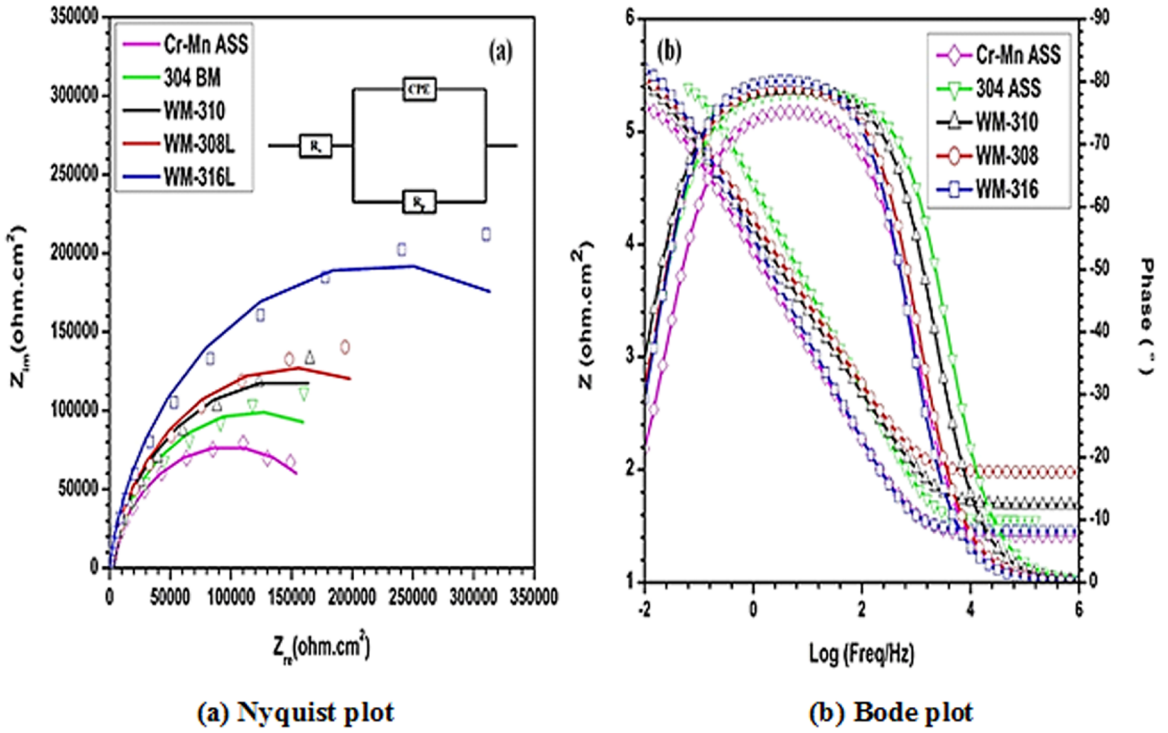 350000
300000
250000
200000
150000
100000
50000
0
Z_im(ohm.cm²)
Cr-Mn ASS
304 BM
WM-310
WM-308L
WM-316L
(a)
CPE
R_s
R_p
0 50000 100000 150000 200000 250000 300000 350000
Z_re(ohm.cm²)
(a) Nyquist plot
6
5
4
3
2
1
Z (ohm.cm²)
(b)
Cr-Mn ASS
304 ASS
WM-310
WM-308
WM-316
-90
-80
-70
-60
-50
-40
-30
-20
-10
0
Phase (°)
-2 0 2 4 6
Log (Freq/Hz)
(b) Bode plot